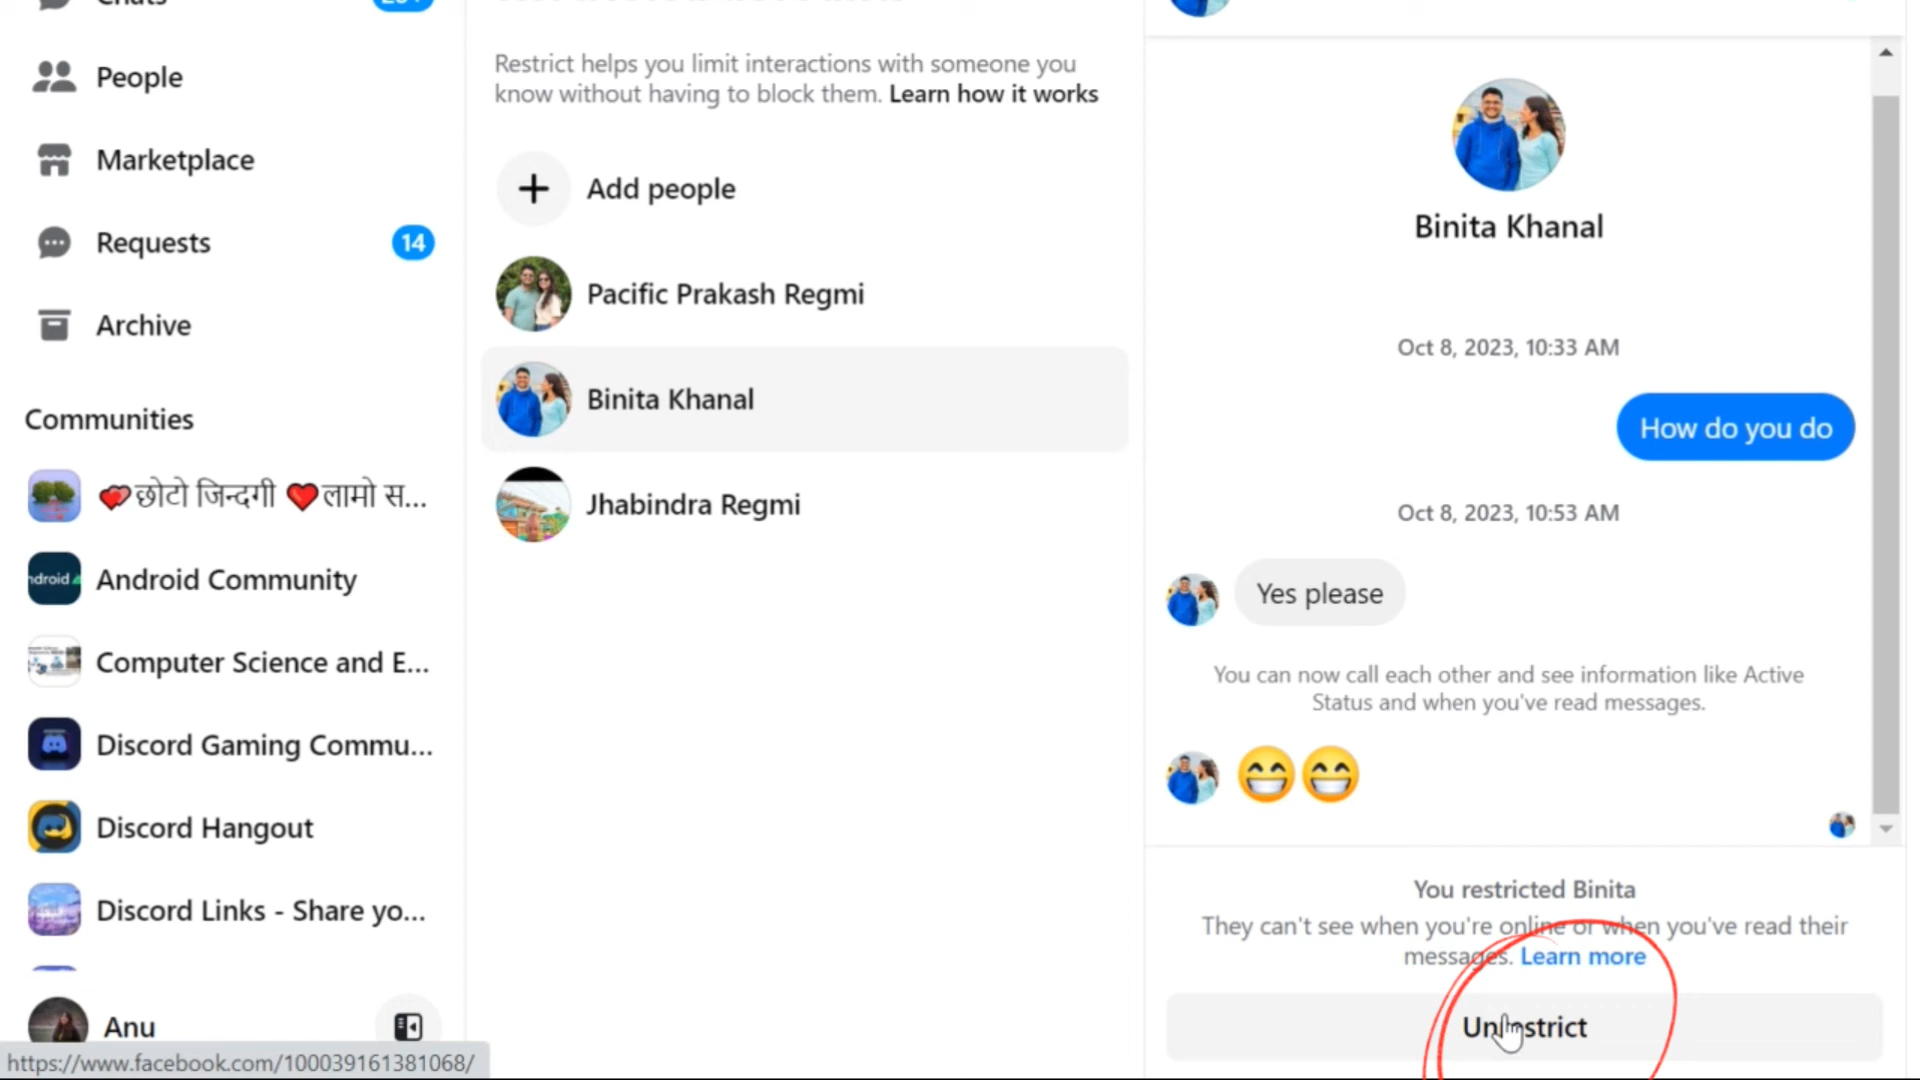 Chats
People
Marketplace
Requests
14
Archive
Communities
💕छोटो जिन्दगी ❤️लामो स...
ndroid
Android Community
Computer Science and E...
Discord Gaming Commu...
Discord Hangout
Discord Links - Share yo...
Anu
https://www.facebook.com/100039161381068/
Restrict helps you limit interactions with someone you
know without having to block them. Learn how it works
Add people
Pacific Prakash Regmi
Binita Khanal
Jhabindra Regmi
Binita Khanal
Oct 8, 2023, 10:33 AM
How do you do
Oct 8, 2023, 10:53 AM
Yes please
You can now call each other and see information like Active
Status and when you've read messages.
😁😁
You restricted Binita
They can't see when you're online or when you've read their
messages. Learn more
Unrestrict